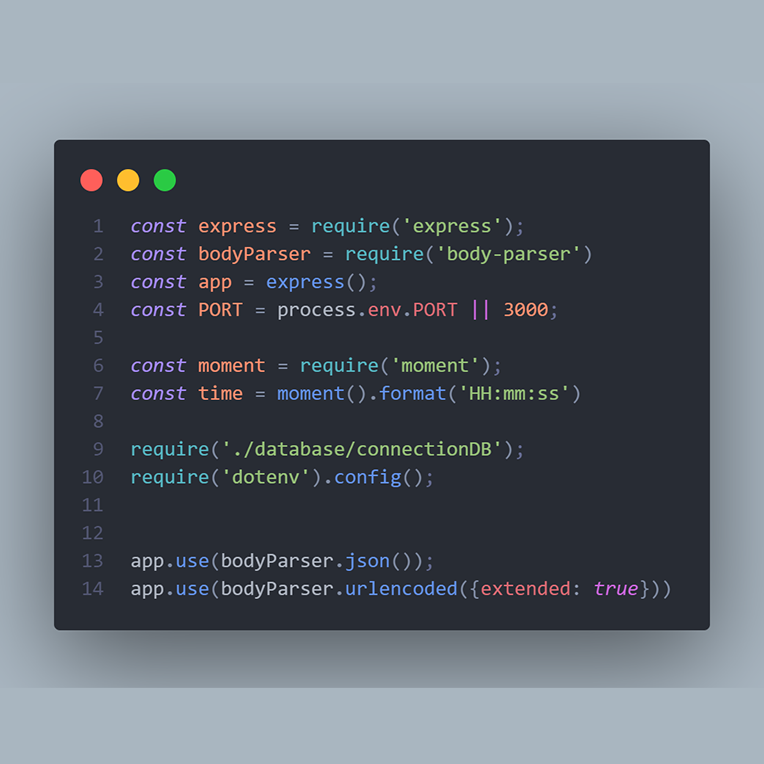 1 const express = require('express');
2 const bodyParser = require('body-parser')
3 const app = express();
4 const PORT = process.env.PORT || 3000;
5
6 const moment = require('moment');
7 const time = moment().format('HH:mm:ss')
8
9 require('./database/connectionDB');
10 require('dotenv').config();
11
12
13 app.use(bodyParser.json());
14 app.use(bodyParser.urlencoded({extended: true}))